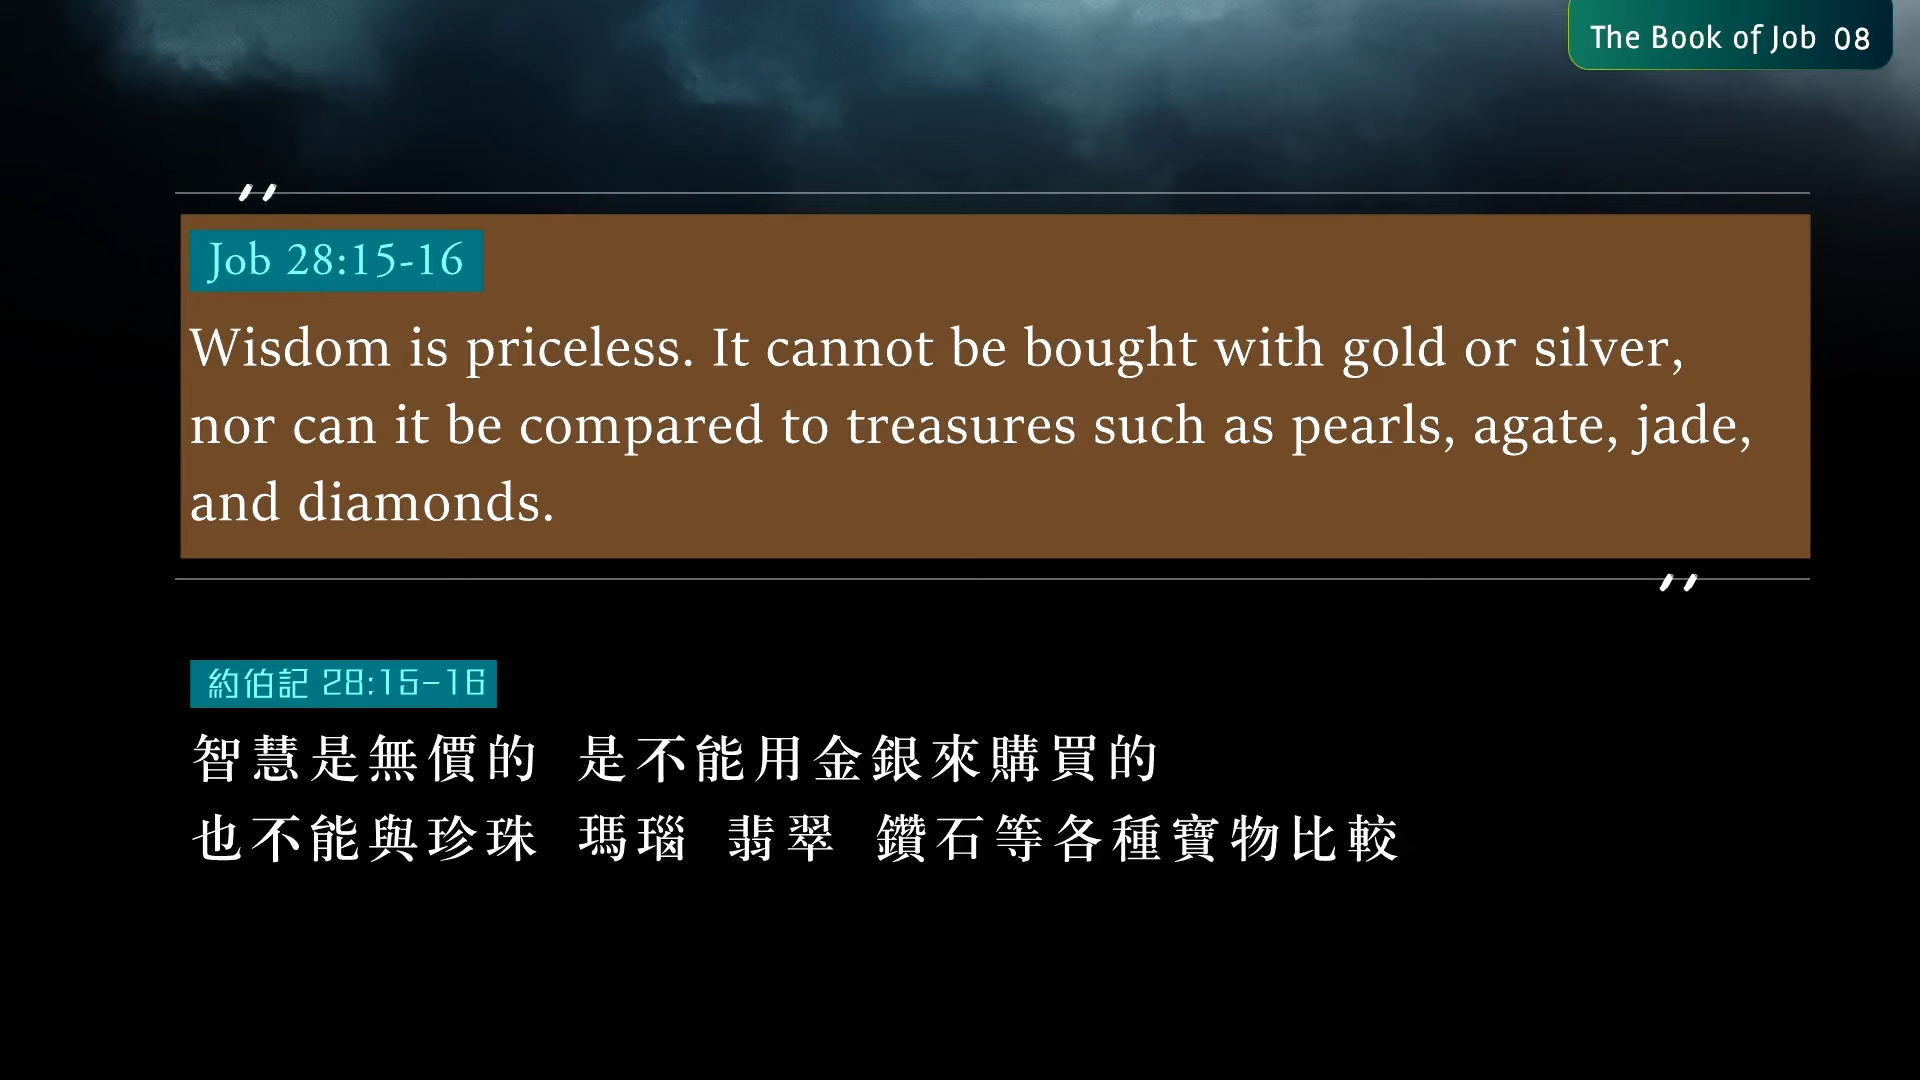 The Book of Job 08
Job 28:15-16
Wisdom is priceless. It cannot be bought with gold or silver,
nor can it be compared to treasures such as pearls, agate, jade,
and diamonds.
約伯記 28:15-16
智慧是無價的 是不能用金銀來購買的
也不能與珍珠 瑪瑙 翡翠 鑽石等各種寶物比較